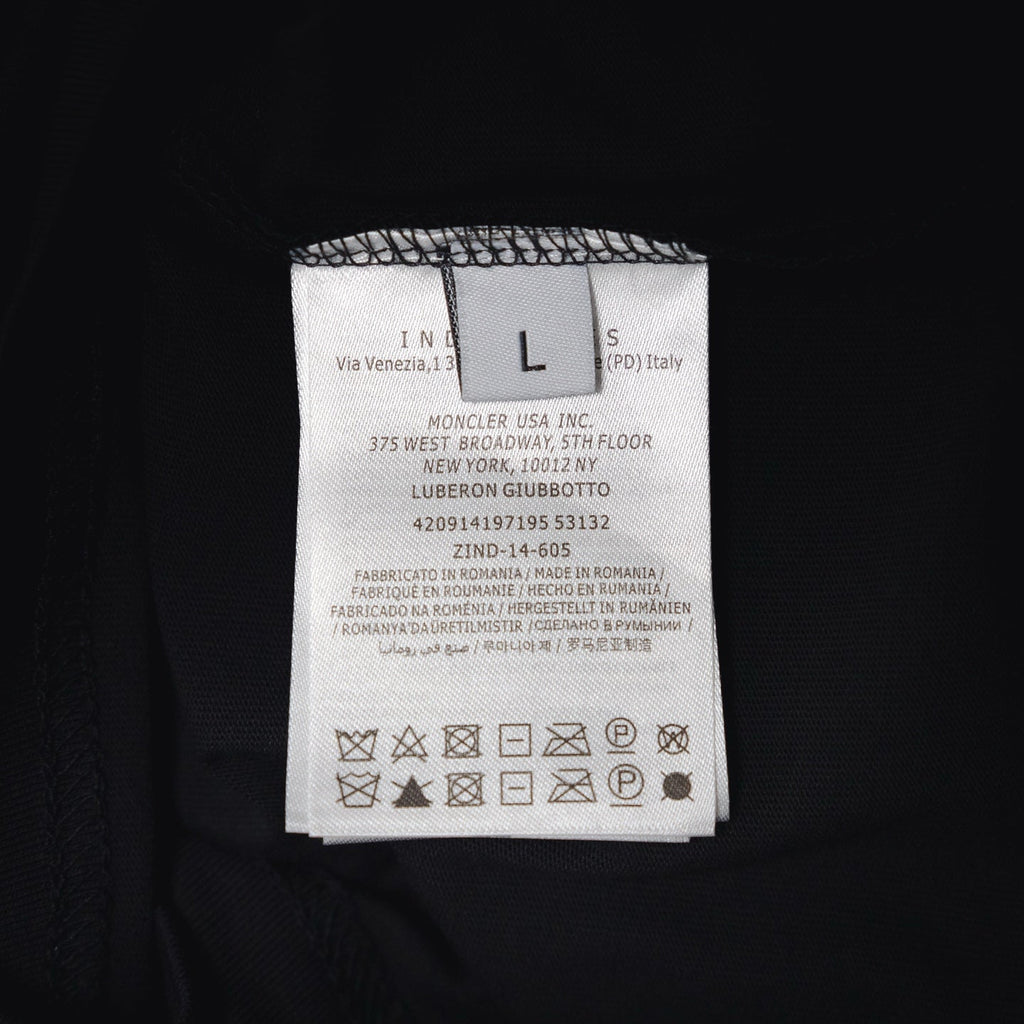 L
Via Venezia,1 (PD) Italy
MONCLER USA INC.
375 WEST BROADWAY, 5TH FLOOR
NEW YORK, 10012 NY
LUBERON GIUBBOTTO
420914197195 53132
ZIND-14-605
FABBRICATO IN ROMANIA / MADE IN ROMANIA /
FABRIQUÉ EN ROUMANIE / HECHO EN RUMANIA /
FABRICADO NA ROMÊNIA / HERGESTELLT IN RUMÄNIEN
/ ROMANYA'DA ÜRETILMISTIR /СДЕЛАНО В РУМЫНИИ /
صنع في رومانيا / 루마니아 제 / 罗马尼亚制造
P
W
P